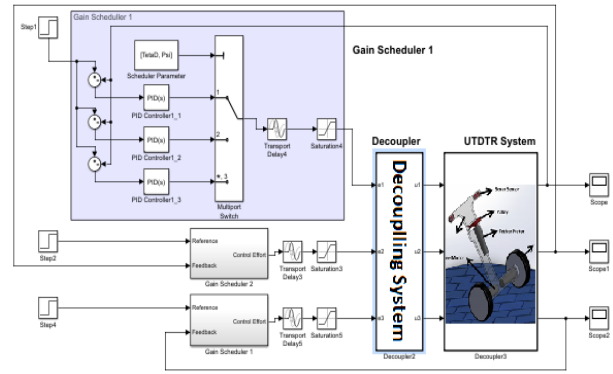 Gain Scheduller 1
Step1
[TetaD, Psi]
Scheduler Parameter
Gain Scheduler 1
PID(s)
1
PID Controller1_1
PID(s)
2
PID Controller1_2
PID(s)
*, 3
PID Controller1_3
Multiport
Switch
Transport
Delay4
Saturation4
Decoupler
UTDTR System
Decouplling System
e1
e2
e3
u1
u2
u3
Decoupler2
Decoupler3
Scope
Scope1
Scope2
Step2
Reference
Feedback
Control Effort
Gain Scheduler 2
Transport
Delay3
Saturation3
Step4
Reference
Feedback
Control Effort
Gain Scheduler 1
Transport
Delay5
Saturation5